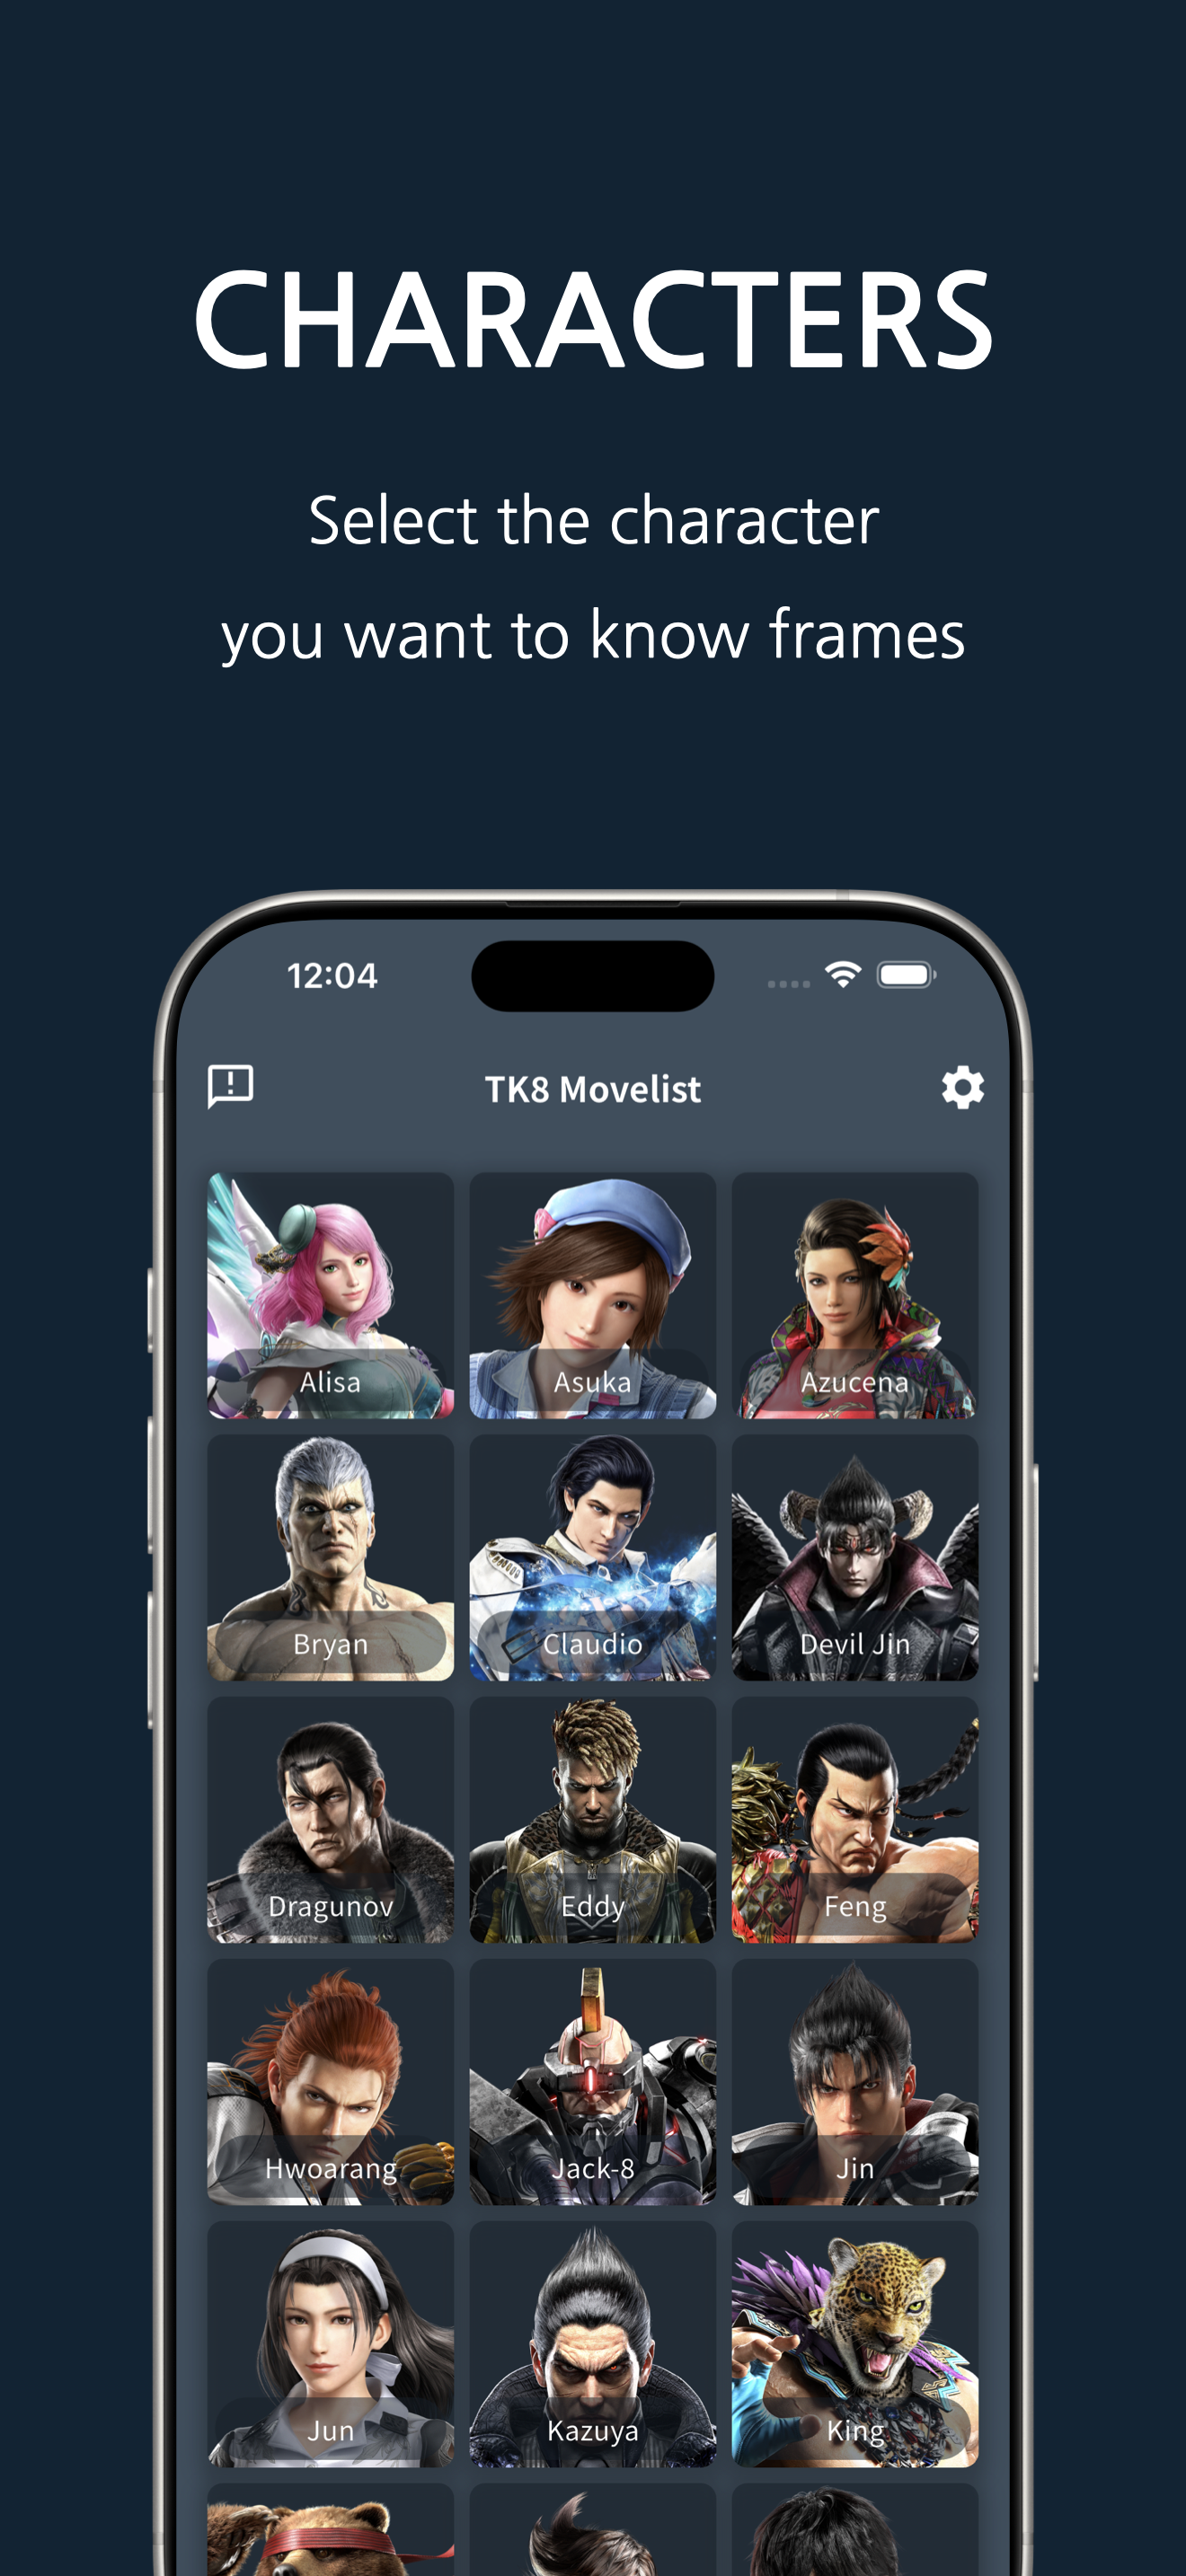 CHARACTERS
Select the character
you want to know frames
12:04
TK8 Movelist
Alisa
Asuka
Azucena
Bryan
Claudio
Devil Jin
Dragunov
Eddy
Feng
Hwoarang
Jack-8
Jin
Jun
Kazuya
King